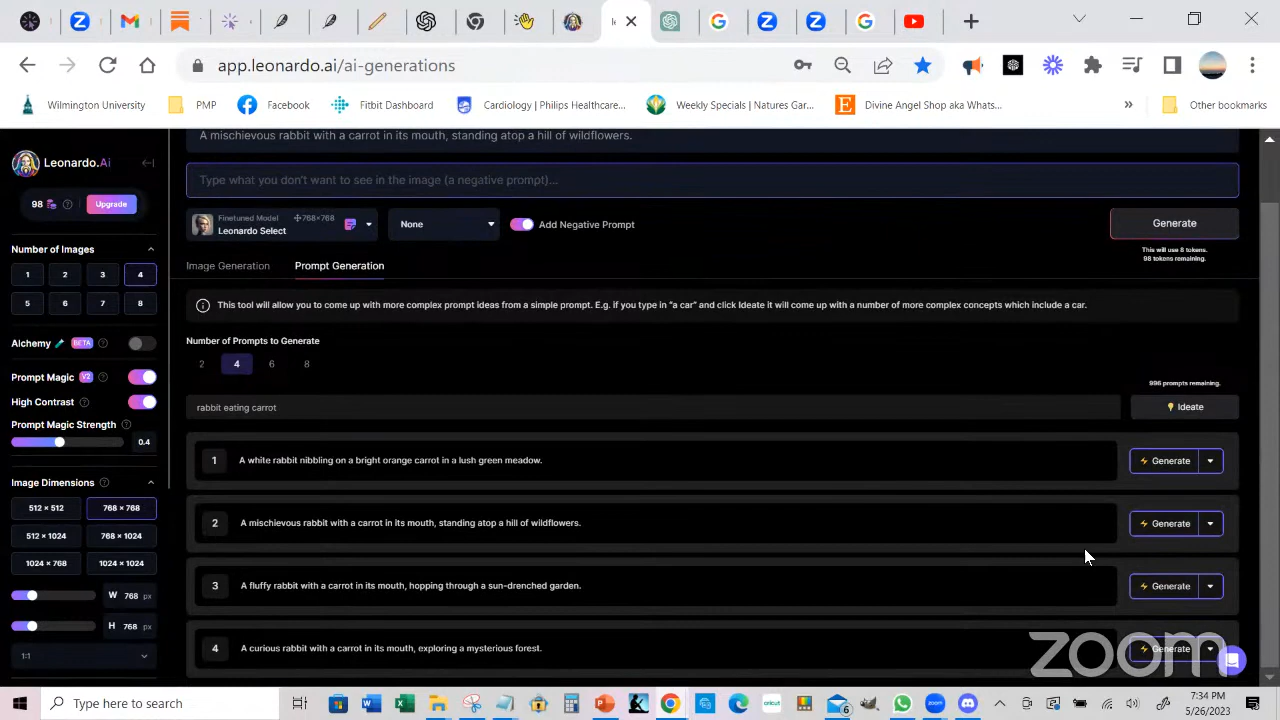 app.leonardo.ai/ai-generations
Wilmington University
PMP
Facebook
Fitbit Dashboard
Cardiology | Philips Healthcare...
Weekly Specials | Natures Gar...
Divine Angel Shop aka Whats...
»
Other bookmarks
Leonardo.Ai
98
Upgrade
Number of Images
1 2 3 4
5 6 7 8
Alchemy BETA
Prompt Magic V2
High Contrast
Prompt Magic Strength
0.4
Image Dimensions
512 × 512
768 × 768
512 × 1024
768 × 1024
1024 × 768
1024 × 1024
W 768 px
H 768 px
1:1
A mischievous rabbit with a carrot in its mouth, standing atop a hill of wildflowers.
Type what you don't want to see in the image (a negative prompt)...
Finetuned Model
768×768
Leonardo Select
None
Add Negative Prompt
Generate
This will use 8 tokens.
98 tokens remaining.
Image Generation
Prompt Generation
This tool will allow you to come up with more complex prompt ideas from a simple prompt. E.g. if you type in "a car" and click Ideate it will come up with a number of more complex concepts which include a car.
Number of Prompts to Generate
2 4 6 8
996 prompts remaining.
rabbit eating carrot
Ideate
1 A white rabbit nibbling on a bright orange carrot in a lush green meadow.
Generate
2 A mischievous rabbit with a carrot in its mouth, standing atop a hill of wildflowers.
Generate
3 A fluffy rabbit with a carrot in its mouth, hopping through a sun-drenched garden.
Generate
4 A curious rabbit with a carrot in its mouth, exploring a mysterious forest.
Generate
zoom
Type here to search
6
7:34 PM
5/26/2023